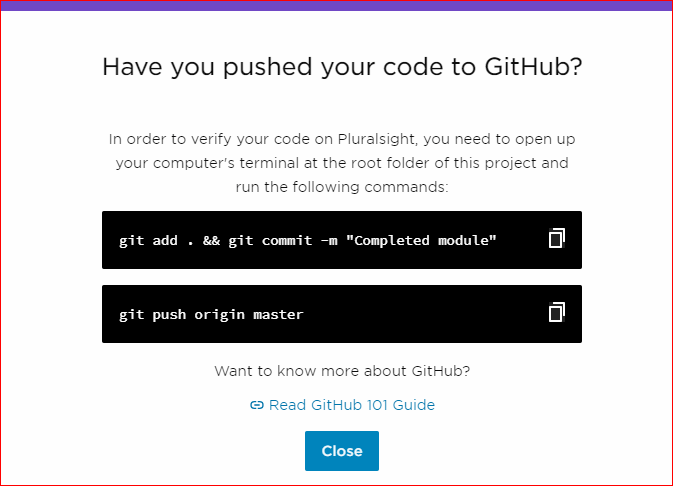 Have you pushed your code to GitHub?
In order to verify your code on Pluralsight, you need to open up
your computer's terminal at the root folder of this project and
run the following commands:
git add . && git commit -m "Completed module"
git push origin master
Want to know more about GitHub?
Read GitHub 101 Guide
Close